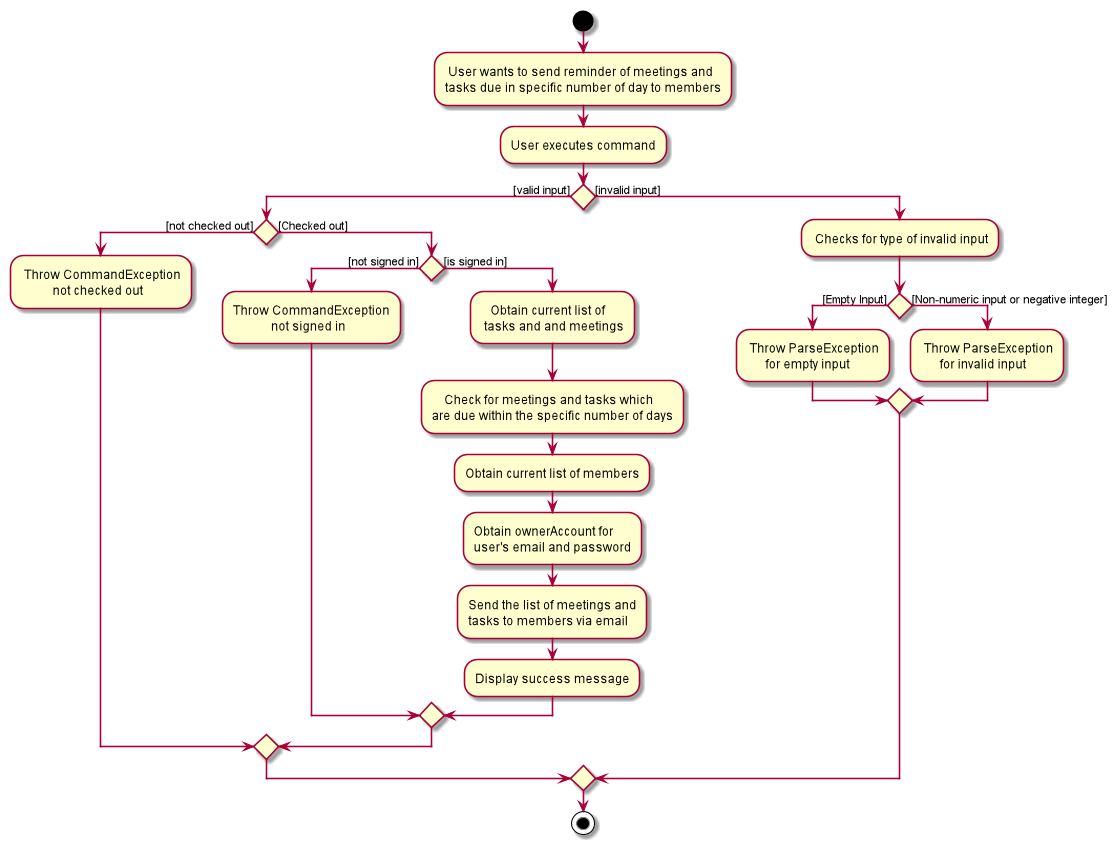 User wants to send reminder of meetings and
tasks due in specific number of day to members
User executes command
[valid input]
[invalid input]
[not checked out]
[Checked out]
Throw CommandException
not checked out
[not signed in]
[is signed in]
Throw CommandException
not signed in
Obtain current list of
tasks and and meetings
Check for meetings and tasks which
are due within the specific number of days
Obtain current list of members
Obtain ownerAccount for
user's email and password
Send the list of meetings and
tasks to members via email
Display success message
Checks for type of invalid input
[Empty Input]
[Non-numeric input or negative integer]
Throw ParseException
for empty input
Throw ParseException
for invalid input